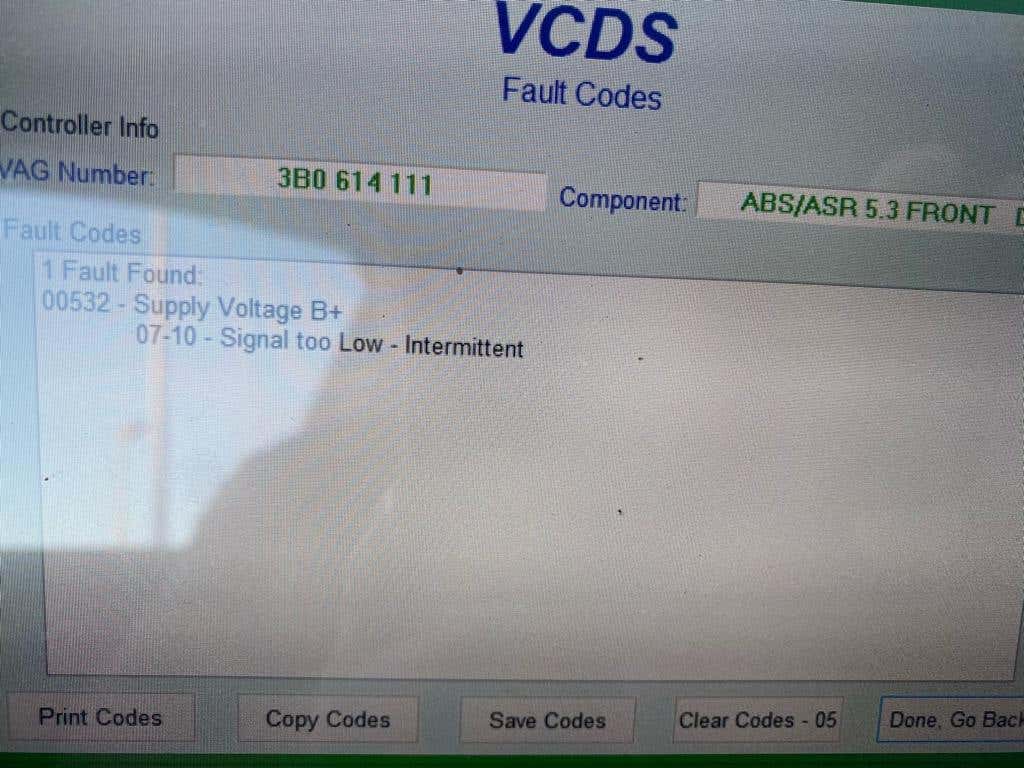 VCDS
Fault Codes
Controller Info
VAG Number: 3B0 614 111 Component: ABS/ASR 5.3 FRONT
Fault Codes
1 Fault Found:
00532 - Supply Voltage B+
07-10 - Signal too Low - Intermittent
Print Codes Copy Codes Save Codes Clear Codes - 05 Done, Go Back